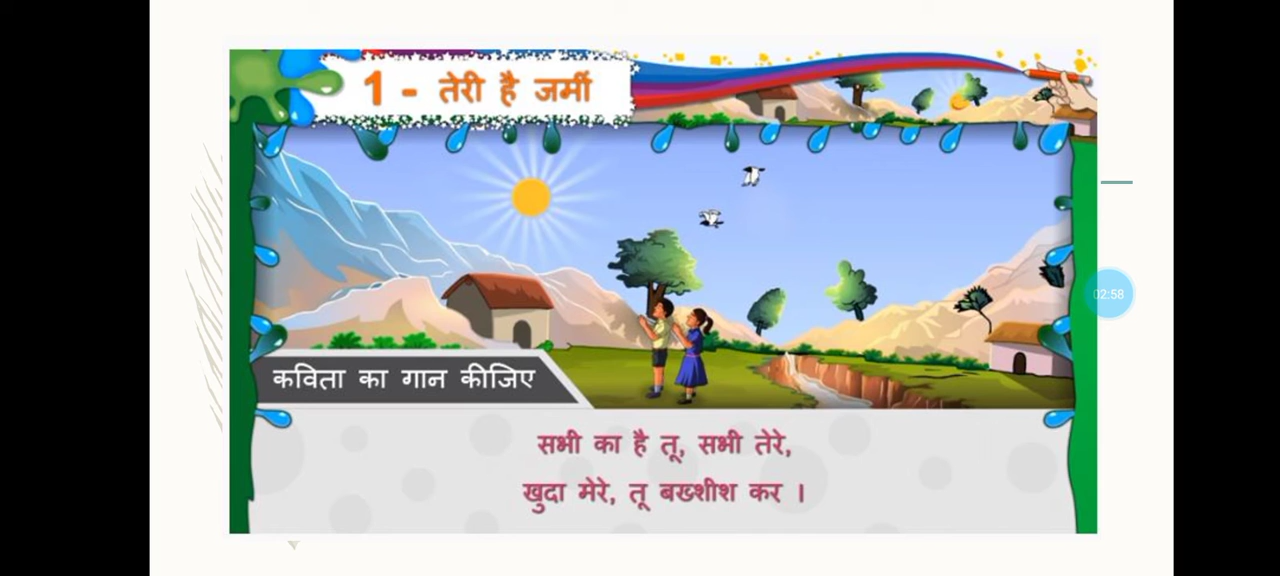 1 - तेरी है जमीं
02:58
कविता का गान कीजिए
सभी का है तू, सभी तेरे,
खुदा मेरे, तू बख्शीश कर ।